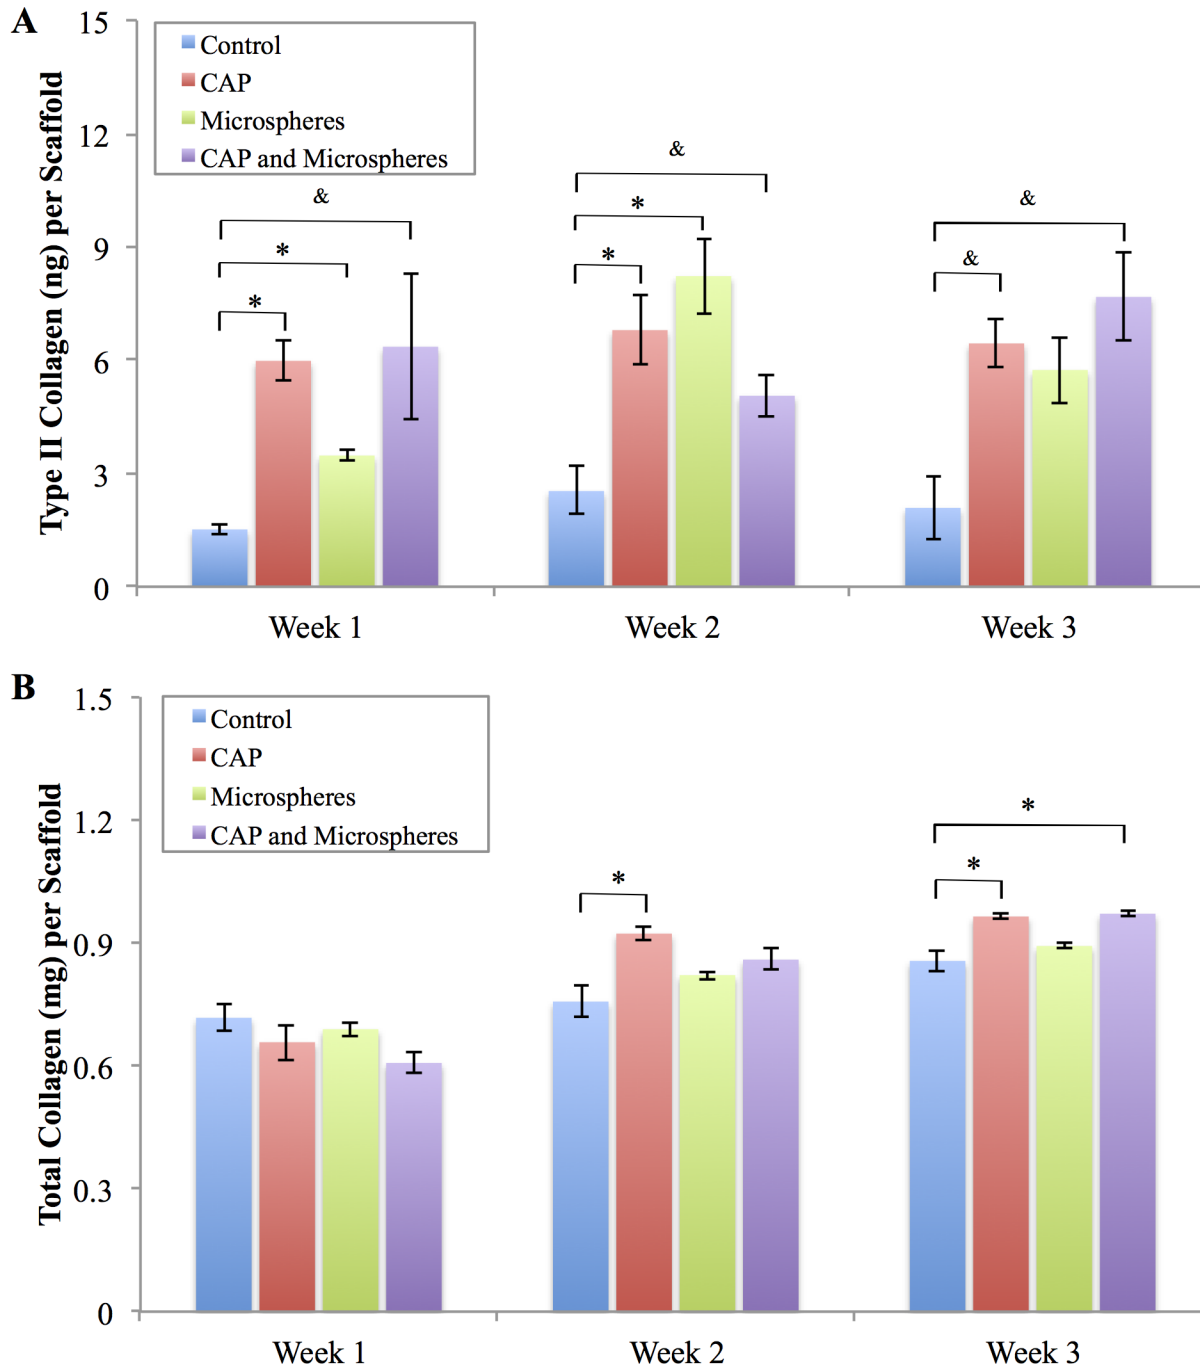 A
Type II Collagen (ng) per Scaffold
15
12
9
6
3
0
Control
CAP
Microspheres
CAP and Microspheres
*
*
&
*
*
&
&
&
Week 1
Week 2
Week 3
B
Total Collagen (mg) per Scaffold
1.5
1.2
0.9
0.6
0.3
0
Control
CAP
Microspheres
CAP and Microspheres
*
*
*
Week 1
Week 2
Week 3